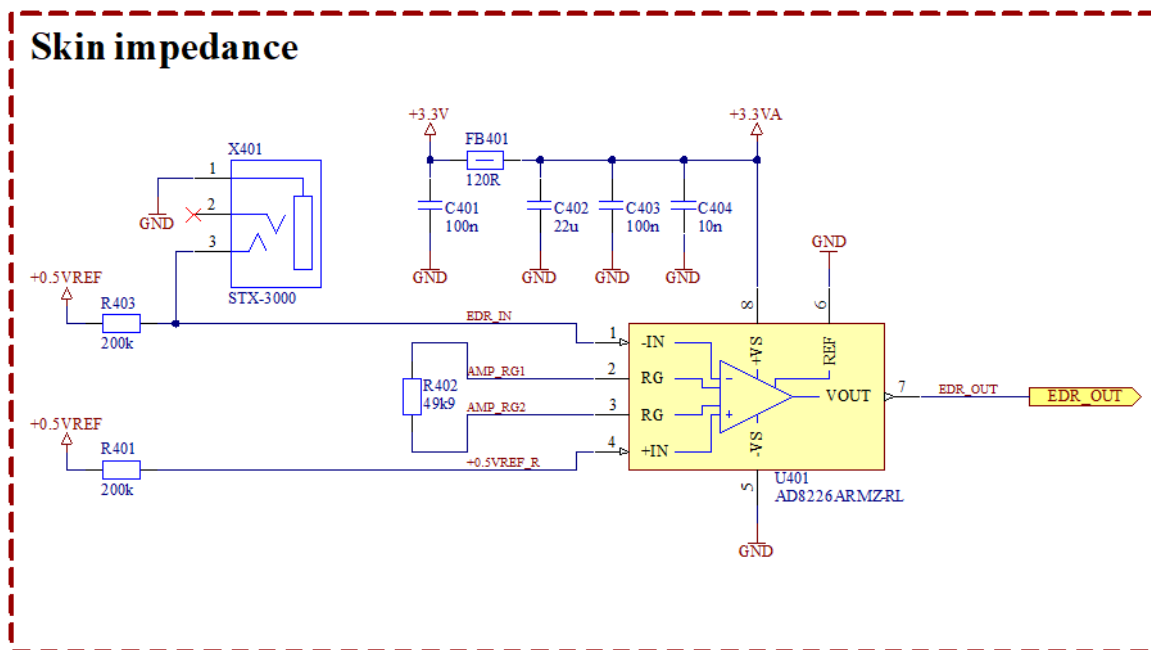 Skin impedance
+3.3V
+3.3VA
FB401
120R
X401
1
2
3
GND
STX-3000
C401
100n
C402
22u
C403
100n
C404
10n
GND
GND
GND
GND
GND
+0.5VREF
R403
200k
EDR_IN
8
6
1
-IN
+VS
REF
AMP_RG1
2
RG
R402
49k9
AMP_RG2
3
RG
VOUT
7
EDR_OUT
EDR_OUT
+0.5VREF
R401
200k
+0.5VREF_R
4
+IN
-VS
5
U401
AD8226ARMZ-RL
GND